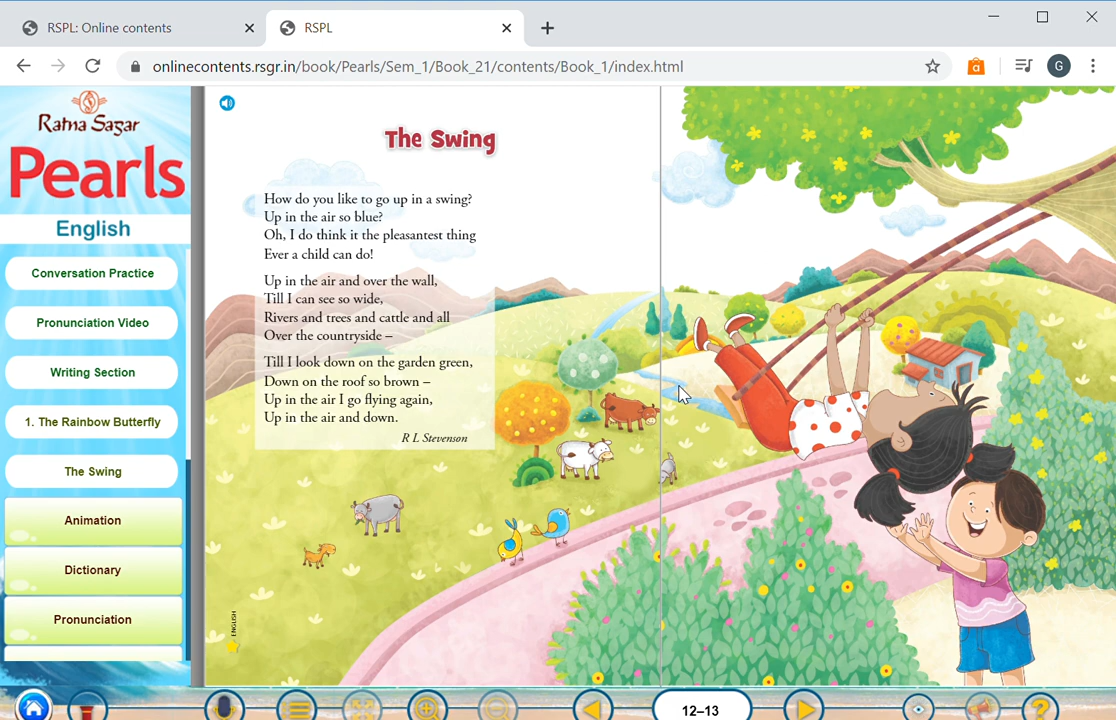 RSPL: Online contents
RSPL
onlinecontents.rsgr.in/book/Pearls/Sem_1/Book_21/contents/Book_1/index.html
G
Ratna Sagar
Pearls
English
Conversation Practice
Pronunciation Video
Writing Section
1. The Rainbow Butterfly
The Swing
Animation
Dictionary
Pronunciation
The Swing
How do you like to go up in a swing?
Up in the air so blue?
Oh, I do think it the pleasantest thing
Ever a child can do!
Up in the air and over the wall,
Till I can see so wide,
Rivers and trees and cattle and all
Over the countryside –
Till I look down on the garden green,
Down on the roof so brown –
Up in the air I go flying again,
Up in the air and down.
R L Stevenson
ENGLISH
12–13
?